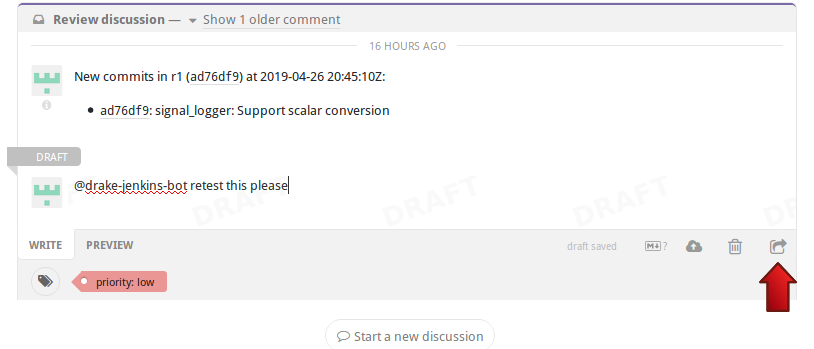 Review discussion — ▾ Show 1 older comment
16 HOURS AGO
New commits in r1 (ad76df9) at 2019-04-26 20:45:10Z:
• ad76df9: signal_logger: Support scalar conversion
DRAFT
@drake-jenkins-bot retest this please
DRAFT DRAFT DRAFT
WRITE PREVIEW draft saved M↓ ?
priority: low
Start a new discussion